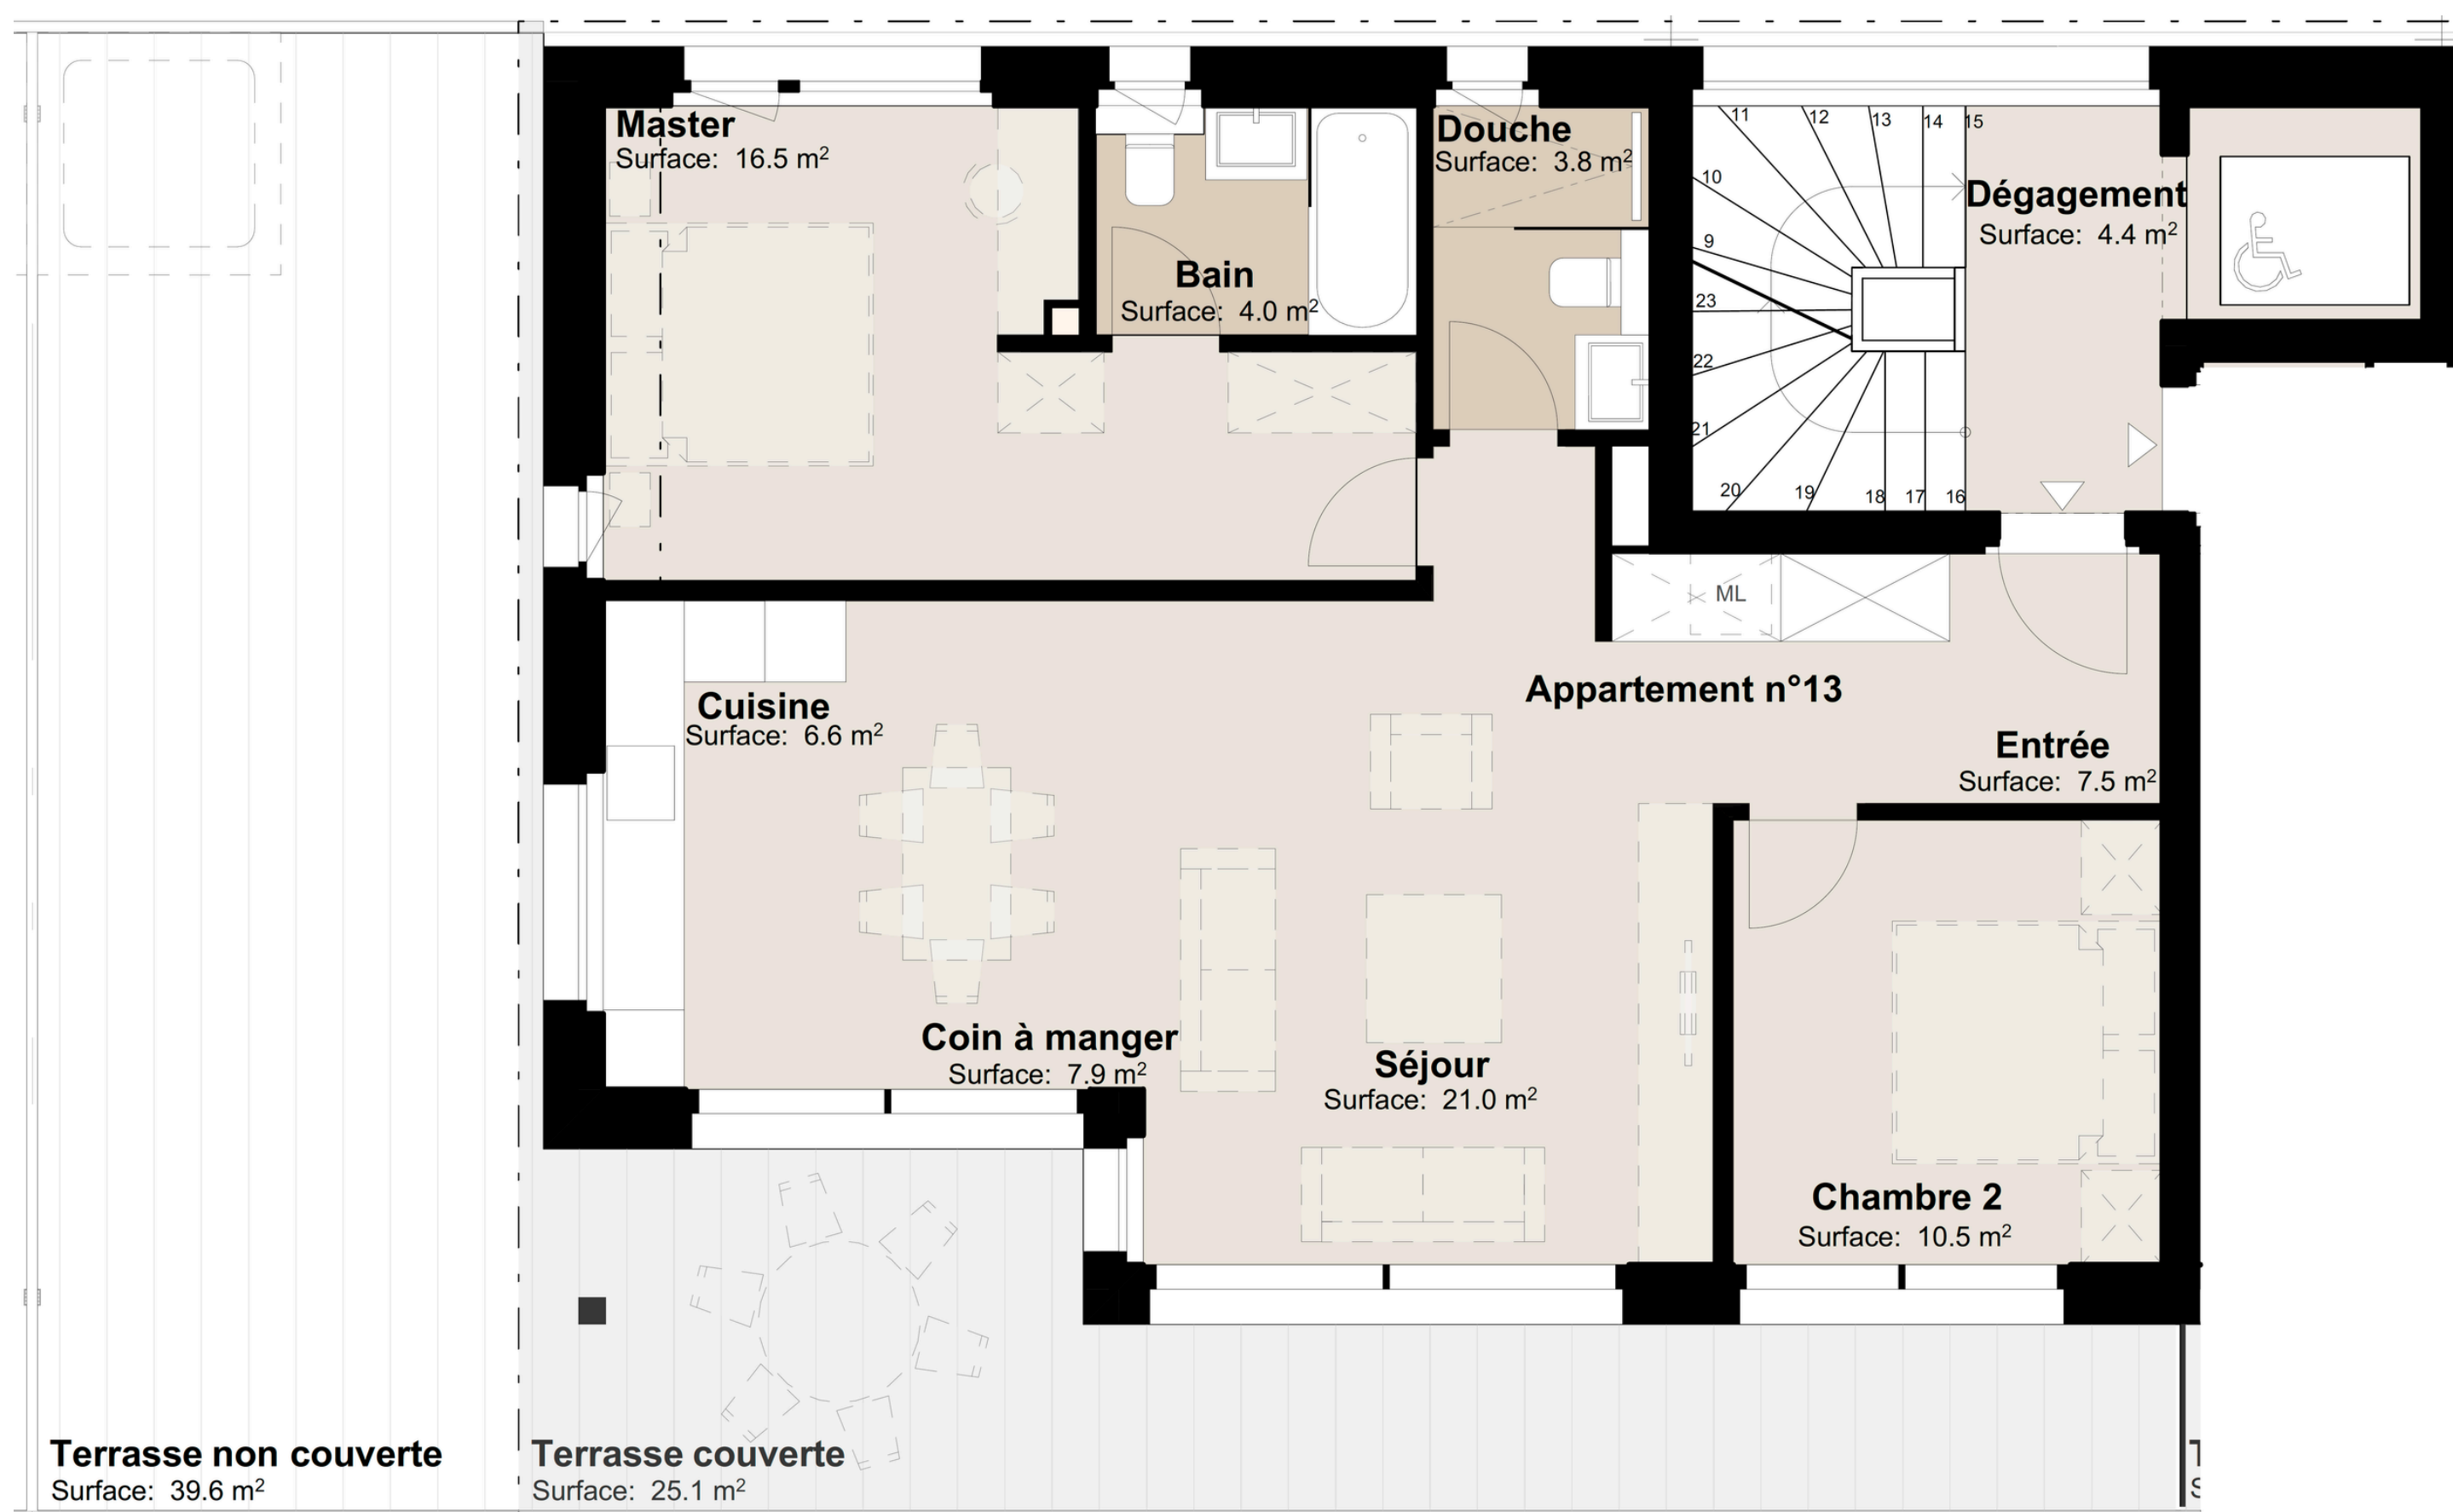 Master
Surface: 16.5 m²
Bain
Surface: 4.0 m²
Douche
Surface: 3.8 m²
11
12
13
14
15
10
9
23
22
21
20
19
18
17
16
Dégagement
Surface: 4.4 m²
ML
Appartement n°13
Cuisine
Surface: 6.6 m²
Entrée
Surface: 7.5 m²
Coin à manger
Surface: 7.9 m²
Séjour
Surface: 21.0 m²
Chambre 2
Surface: 10.5 m²
Terrasse non couverte
Surface: 39.6 m²
Terrasse couverte
Surface: 25.1 m²